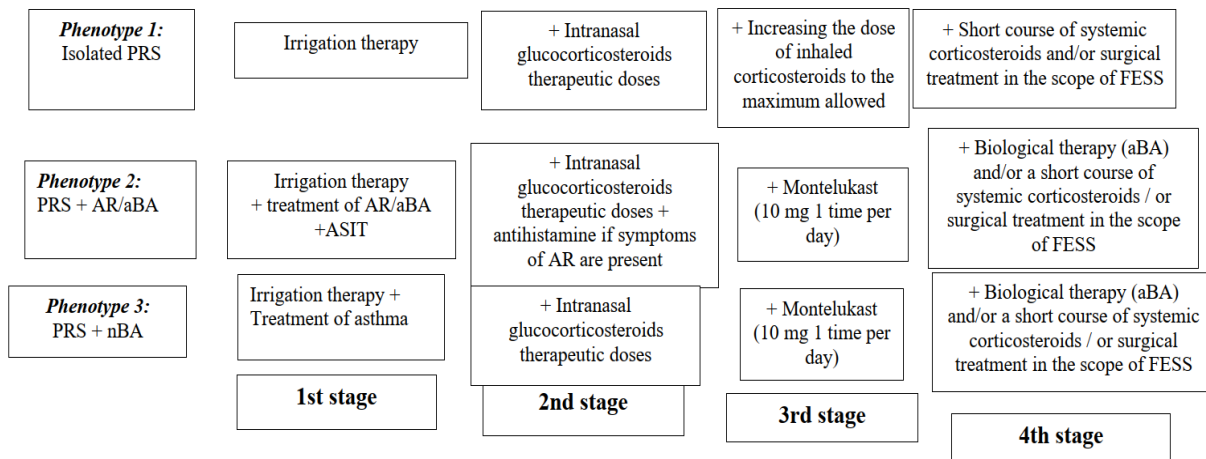 Phenotype 1:
Isolated PRS
Irrigation therapy
+ Intranasal
glucocorticosteroids
therapeutic doses
+ Increasing the dose
of inhaled
corticosteroids to the
maximum allowed
+ Short course of systemic
corticosteroids and/or surgical
treatment in the scope of FESS
Phenotype 2:
PRS + AR/aBA
Irrigation therapy
+ treatment of AR/aBA
+ASIT
+ Intranasal
glucocorticosteroids
therapeutic doses +
antihistamine if symptoms
of AR are present
+ Montelukast
(10 mg 1 time per
day)
+ Biological therapy (aBA)
and/or a short course of
systemic corticosteroids / or
surgical treatment in the scope
of FESS
Phenotype 3:
PRS + nBA
Irrigation therapy +
Treatment of asthma
+ Intranasal
glucocorticosteroids
therapeutic doses
+ Montelukast
(10 mg 1 time per
day)
+ Biological therapy (aBA)
and/or a short course of systemic
corticosteroids / or surgical
treatment in the scope of FESS
1st stage
2nd stage
3rd stage
4th stage